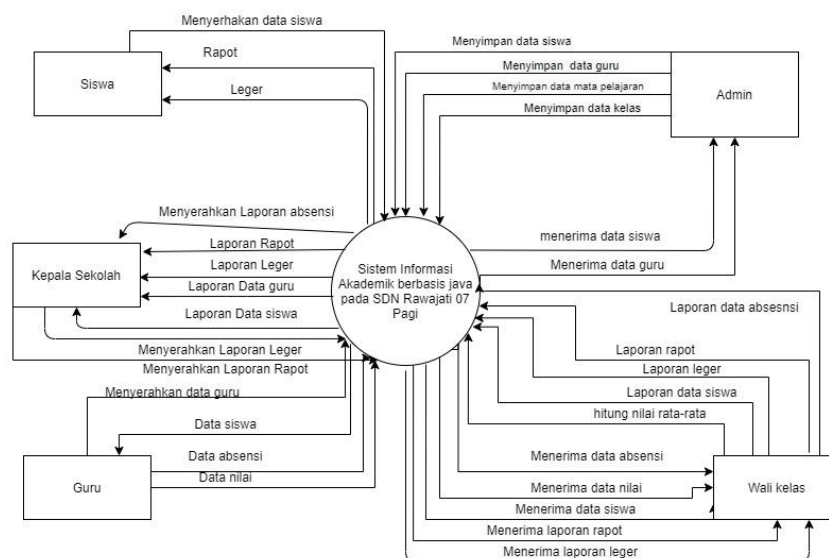 Menyerhakan data siswa
Rapot
Siswa
Leger
Menyimpan data siswa
Menyimpan data guru
Menyimpan data mata pelajaran
Menyimpan data kelas
Admin
Menyerahkan Laporan absensi
Laporan Rapot
Kepala Sekolah
Laporan Leger
Laporan Data guru
Laporan Data siswa
Menyerahkan Laporan Leger
Menyerahkan Laporan Rapot
Menyerahkan data guru
Sistem Informasi
Akademik berbasis java
pada SDN Rawajati 07
Pagi
menerima data siswa
Menerima data guru
Laporan data absesnsi
Laporan rapot
Laporan leger
Laporan data siswa
hitung nilai rata-rata
Data siswa
Guru
Data absensi
Data nilai
Menerima data absensi
Menerima data nilai
Wali kelas
Menerima data siswa
Menerima laporan rapot
Menerima laporan leger